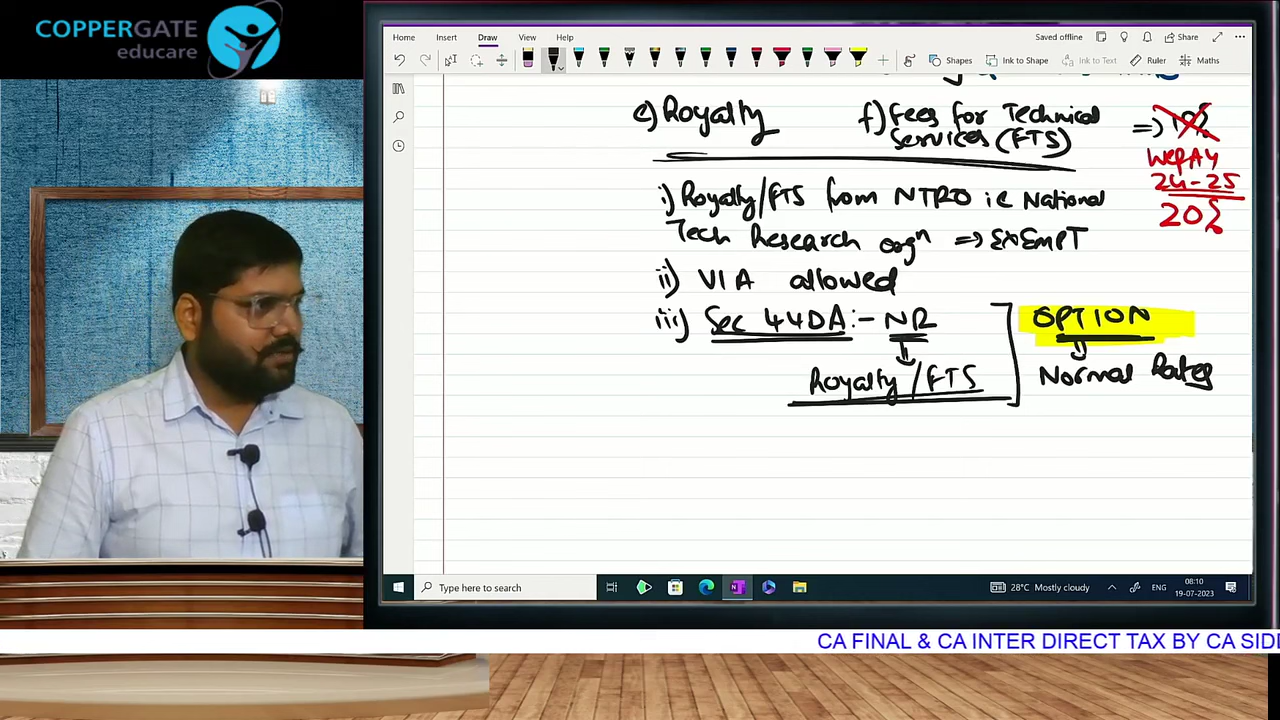 COPPERGATE
educare
Home Insert Draw View Help
Saved offline
Share
Shapes
Ink to Shape
Ink to Text
Ruler
Maths
e) Royalty f) Fees for Technical
Services (FTS) => 10%
wef AY
24-25
20%
i) Royalty/FTS from NTRO i.e National
Tech Research orgn => EXEMPT
ii) VIA allowed
iii) Sec 44DA :- NR OPTION
Royalty/FTS Normal Rates
Type here to search
28°C Mostly cloudy
ENG
08:10
19-07-2023
CA FINAL & CA INTER DIRECT TAX BY CA